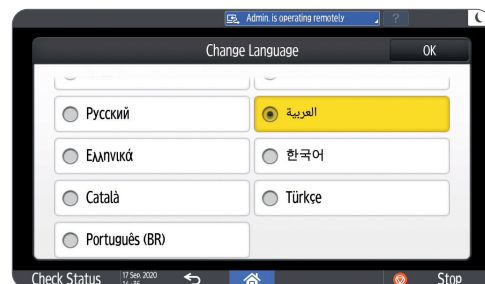 Admin. is operating remotely
?
Change Language
OK
Русский
العربية
Ελληνικά
한국어
Català
Türkçe
Português (BR)
Check Status
17 Sep. 2020
Stop